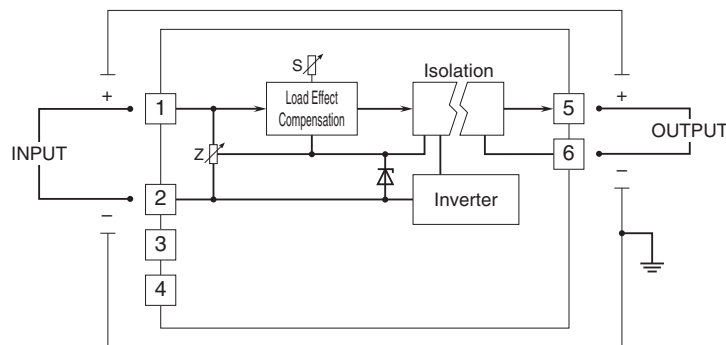 S
Isolation
+
1
Load Effect
Compensation
5
+
INPUT
Z
6
OUTPUT
2
Inverter
−
−
3
4